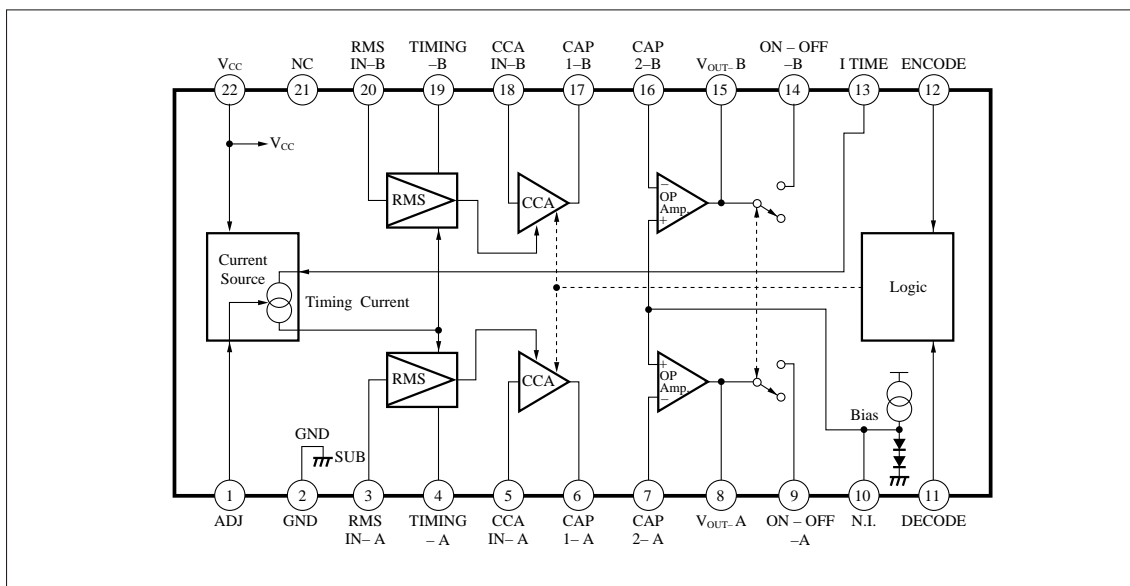 VCC
NC
RMS
IN–B
TIMING
–B
CCA
IN–B
CAP
1–B
CAP
2–B
VOUT– B
ON – OFF
–B
I TIME
ENCODE
22
21
20
19
18
17
16
15
14
13
12
VCC
RMS
CCA
–
OP
Amp.
+
Current
Source
Timing Current
Logic
RMS
CCA
+
OP
Amp.
–
Bias
GND
SUB
1
2
3
4
5
6
7
8
9
10
11
ADJ
GND
RMS
IN– A
TIMING
– A
CCA
IN– A
CAP
1– A
CAP
2– A
VOUT– A
ON – OFF
–A
N.I.
DECODE